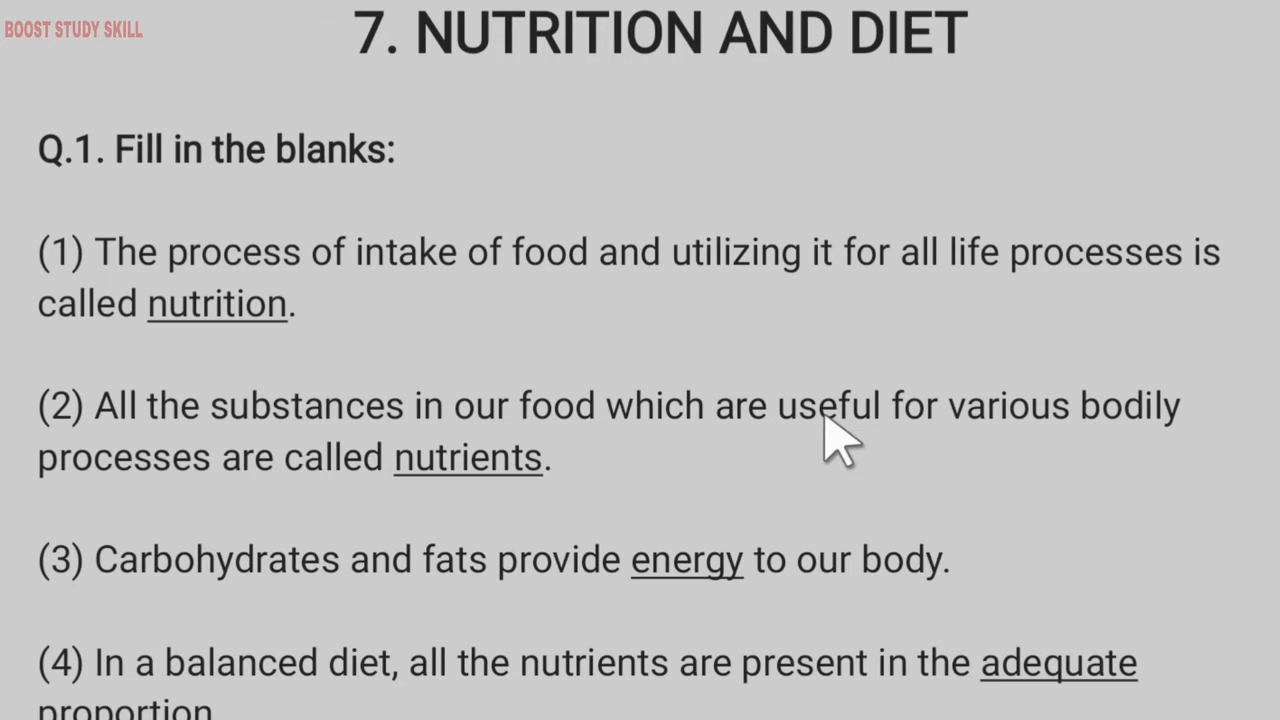 BOOST STUDY SKILL
7. NUTRITION AND DIET
Q.1. Fill in the blanks:
(1) The process of intake of food and utilizing it for all life processes is
called nutrition.
(2) All the substances in our food which are useful for various bodily
processes are called nutrients.
(3) Carbohydrates and fats provide energy to our body.
(4) In a balanced diet, all the nutrients are present in the adequate
proportion